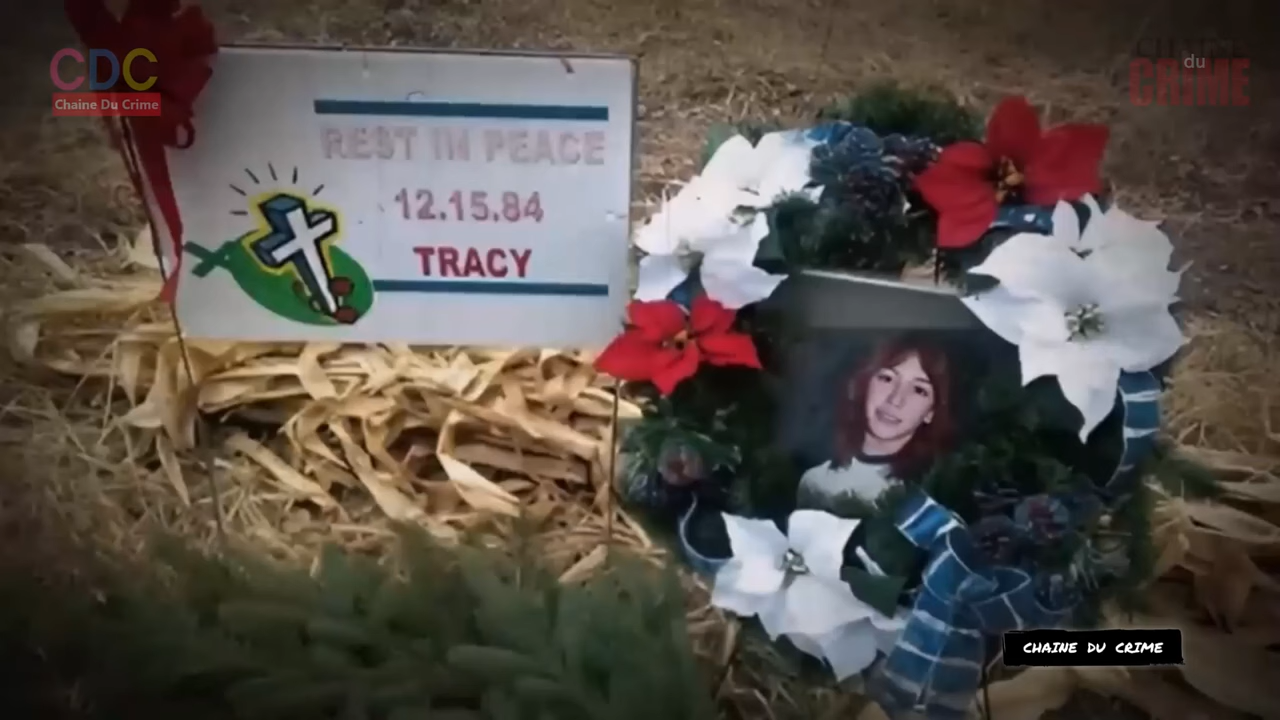 CDC
Chaine Du Crime
du
CRIME
REST IN PEACE
12.15.84
TRACY
CHAINE DU CRIME